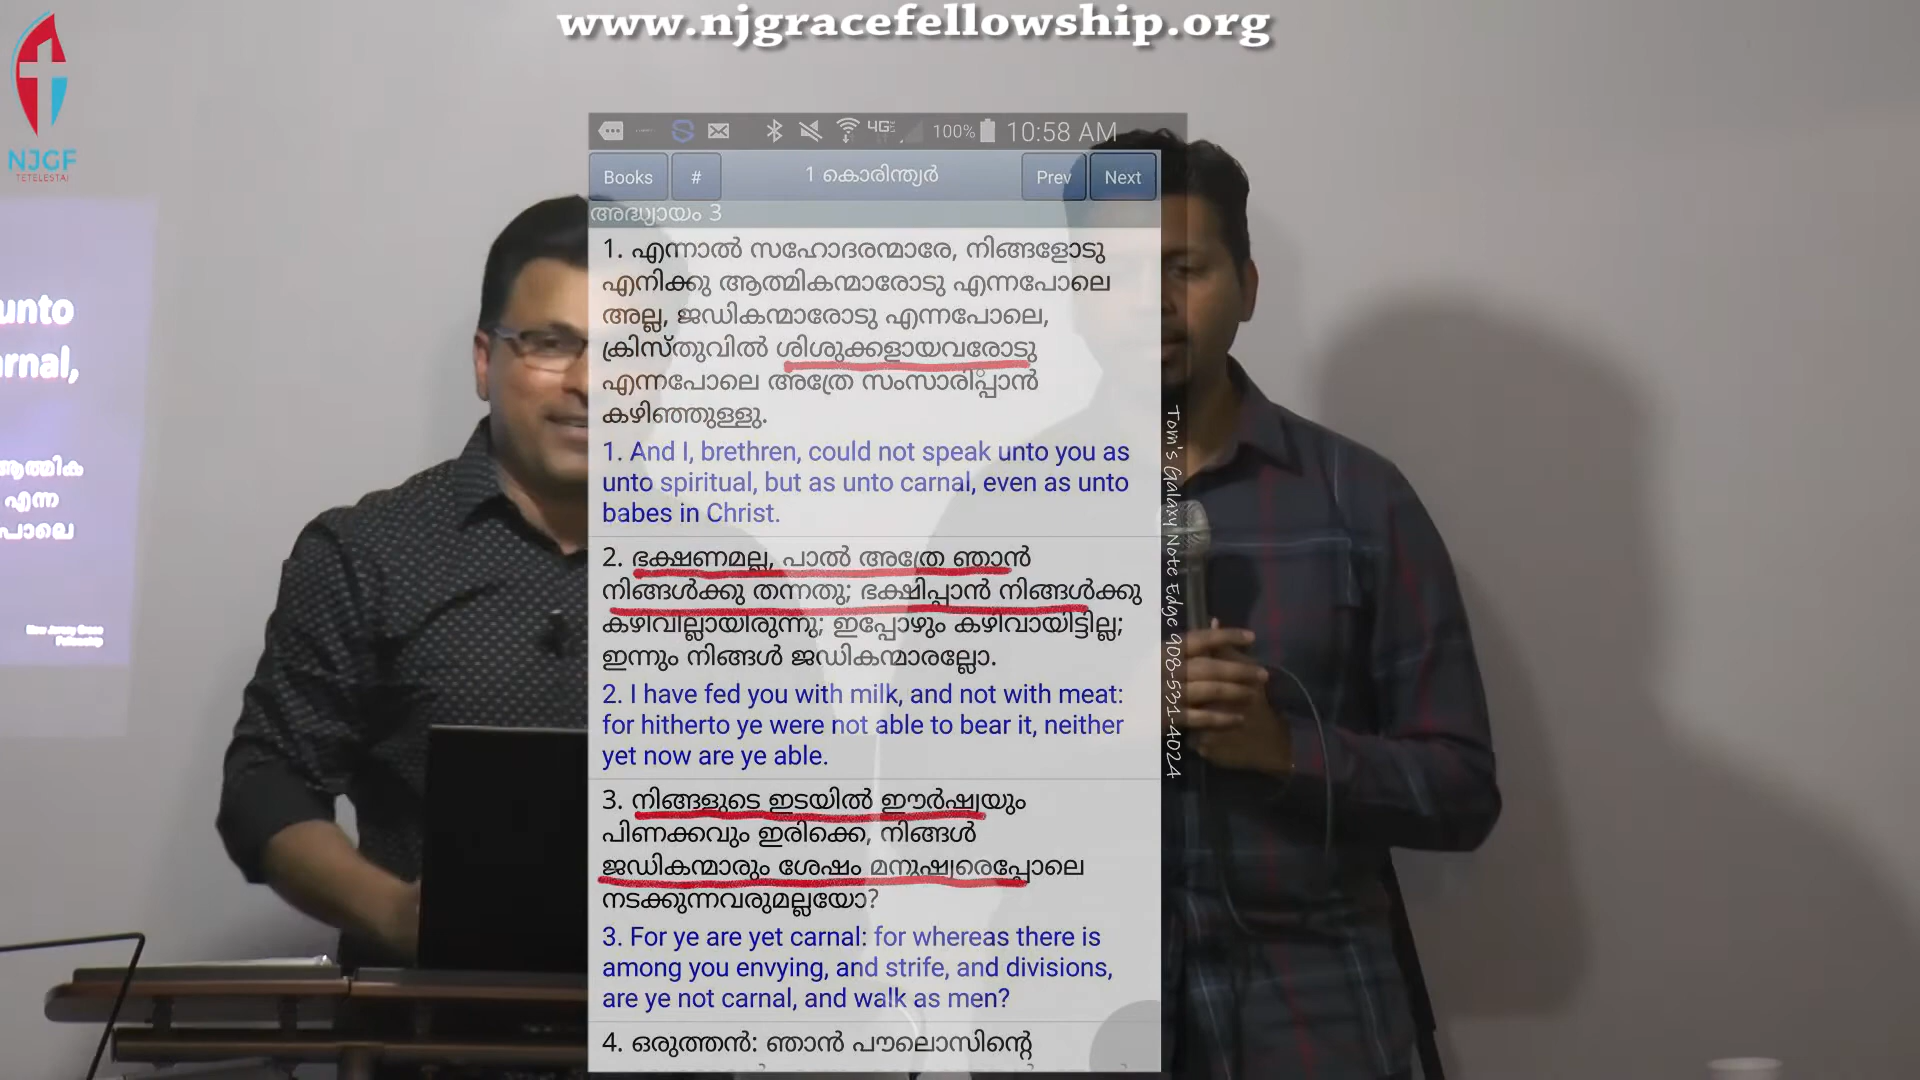 www.njgracefellowship.org
NJGF
TETELESTAI
unto
rnal,
ആത്മിക
എന്ന
പോലെ
New Jersey Grace
Fellowship
4G
100%
10:58 AM
Books
#
1 കൊരിന്ത്യർ
Prev
Next
അദ്ധ്യായം 3
1. എന്നാൽ സഹോദരന്മാരേ, നിങ്ങളോടു
എനിക്കു ആത്മികന്മാരോടു എന്നപോലെ
അല്ല, ജഡികന്മാരോടു എന്നപോലെ,
ക്രിസ്തുവിൽ ശിശുക്കളായവരോടു
എന്നപോലെ അത്രേ സംസാരിപ്പാൻ
കഴിഞ്ഞുള്ളു.
1. And I, brethren, could not speak unto you as
unto spiritual, but as unto carnal, even as unto
babes in Christ.
2. ഭക്ഷണമല്ല, പാൽ അത്രേ ഞാൻ
നിങ്ങൾക്കു തന്നതു; ഭക്ഷിപ്പാൻ നിങ്ങൾക്കു
കഴിവില്ലായിരുന്നു; ഇപ്പോഴും കഴിവായിട്ടില്ല;
ഇന്നും നിങ്ങൾ ജഡികന്മാരല്ലോ.
2. I have fed you with milk, and not with meat:
for hitherto ye were not able to bear it, neither
yet now are ye able.
3. നിങ്ങളുടെ ഇടയിൽ ഈർഷ്യയും
പിണക്കവും ഇരിക്കെ, നിങ്ങൾ
ജഡികന്മാരും ശേഷം മനുഷ്യരെപ്പോലെ
നടക്കുന്നവരുമല്ലയോ?
3. For ye are yet carnal: for whereas there is
among you envying, and strife, and divisions,
are ye not carnal, and walk as men?
4. ഒരുത്തൻ: ഞാൻ പൗലൊസിന്റെ
Tom's Galaxy Note Edge 908-531-4024